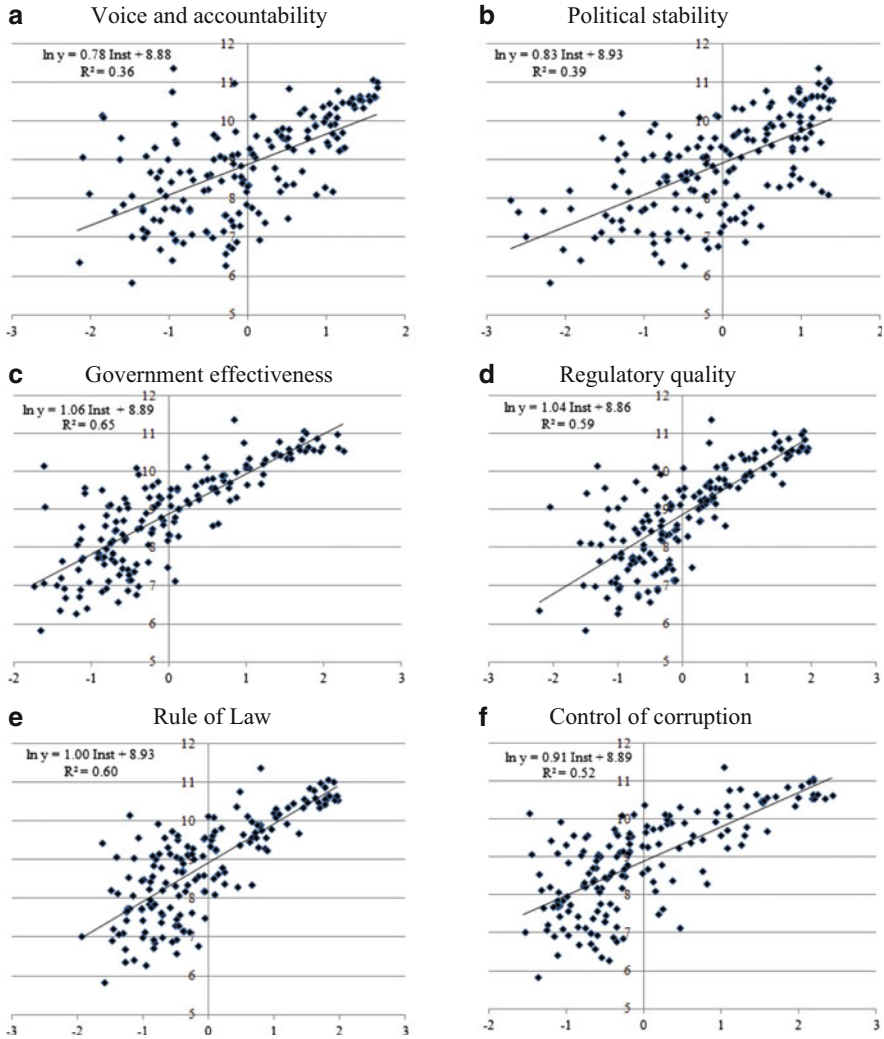 a Voice and accountability
ln y = 0.78 Inst + 8.88
R² = 0.36
12
11
10
9
8
7
6
5
-3 -2 -1 0 1 2
b Political stability
ln y = 0.83 Inst + 8.93
R² = 0.39
12
11
10
9
8
7
6
5
-3 -2 -1 0 1 2
c Government effectiveness
ln y = 1.06 Inst + 8.89
R² = 0.65
12
11
10
9
8
7
6
5
-2 -1 0 1 2 3
d Regulatory quality
ln y = 1.04 Inst + 8.86
R² = 0.59
12
11
10
9
8
7
6
5
-3 -2 -1 0 1 2 3
e Rule of Law
ln y = 1.00 Inst + 8.93
R² = 0.60
12
11
10
9
8
7
6
5
-3 -2 -1 0 1 2 3
f Control of corruption
ln y = 0.91 Inst + 8.89
R² = 0.52
12
11
10
9
8
7
6
5
-2 -1 0 1 2 3